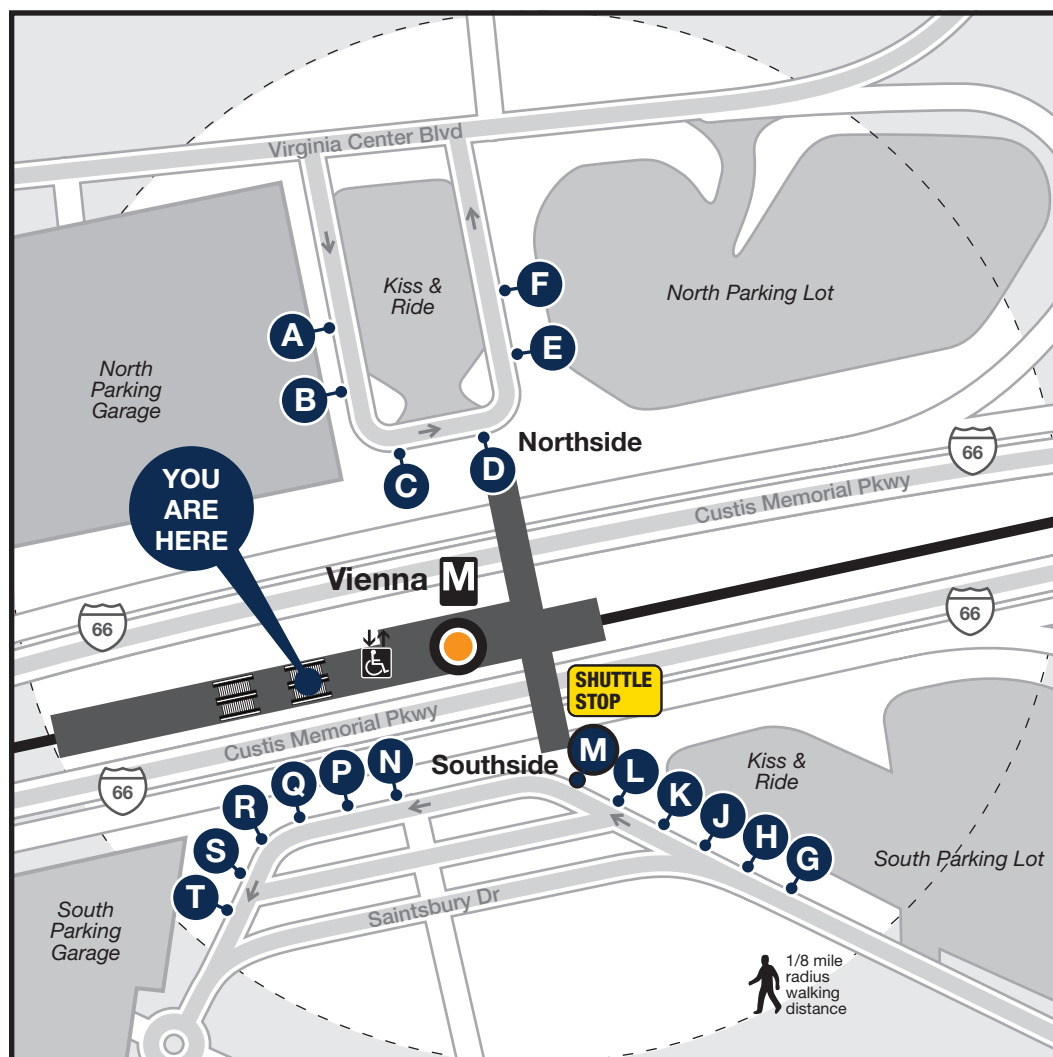 Virginia Center Blvd
Kiss &
Ride
North Parking Lot
F
A
E
North
Parking
Garage
B
Northside
66
C
D
YOU
ARE
HERE
Custis Memorial Pkwy
Vienna
M
66
66
SHUTTLE
STOP
Custis Memorial Pkwy
Southside
M
66
N
P
Q
R
S
T
L
K
J
H
G
Kiss &
Ride
South Parking Lot
South
Parking
Garage
Saintsbury Dr
1/8 mile
radius
walking
distance